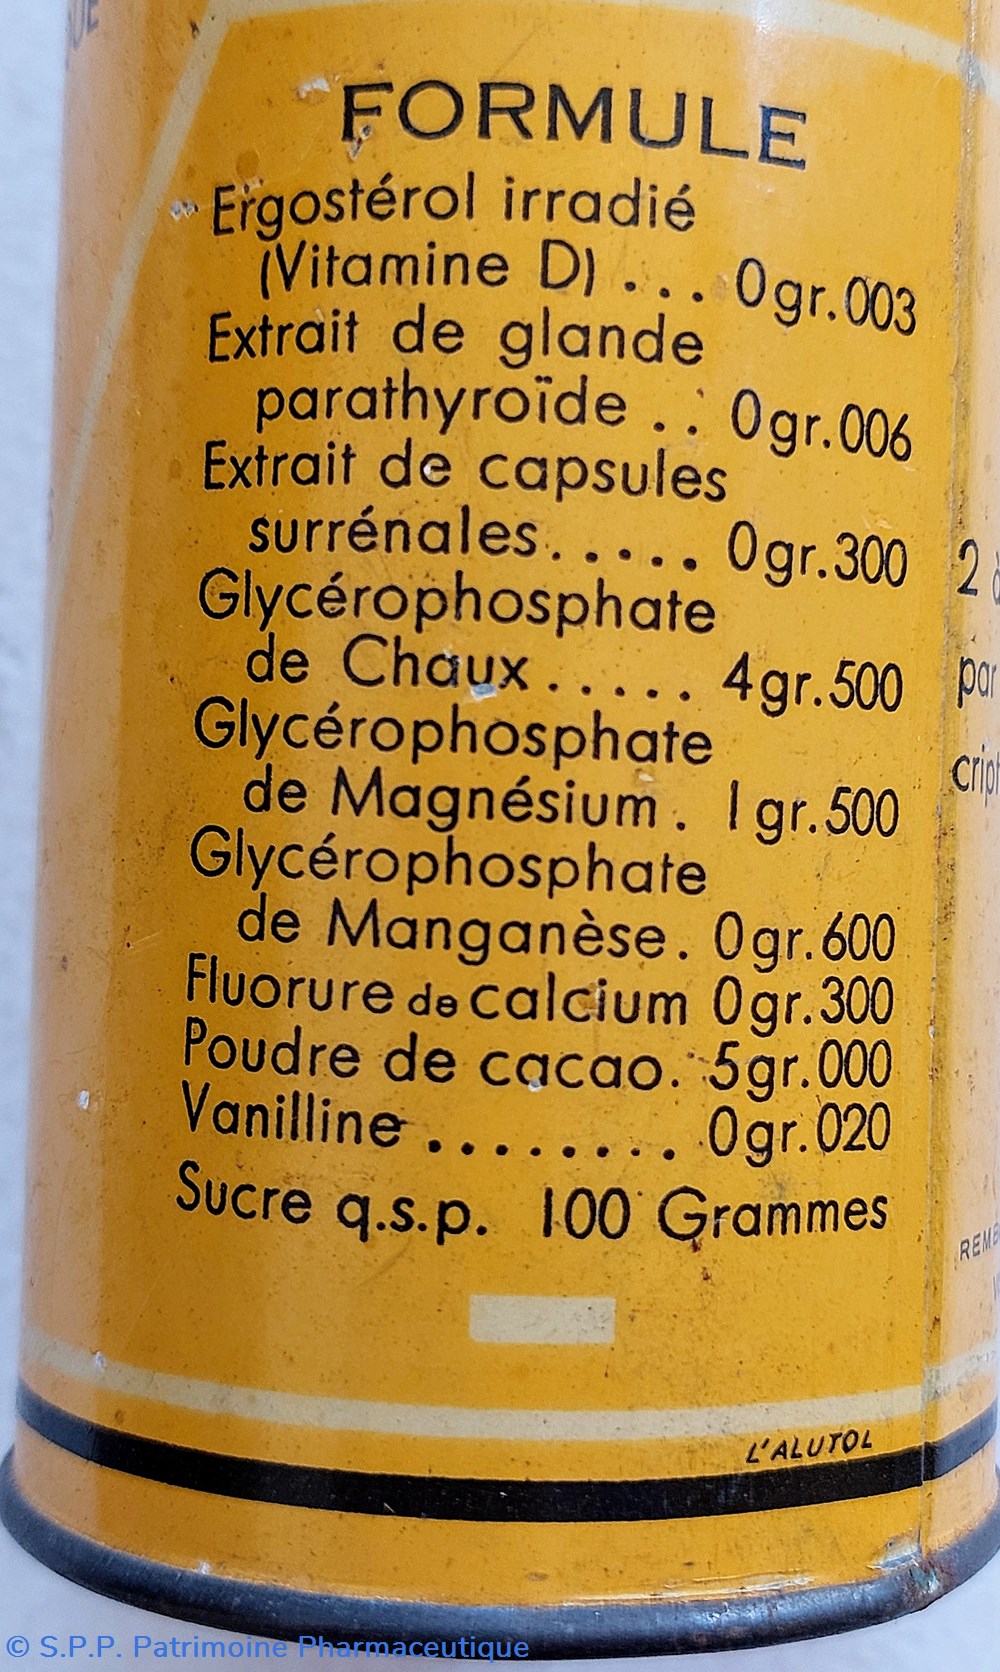 FORMULE
Ergostérol irradié
(Vitamine D) ... 0gr.003
Extrait de glande
parathyroïde ... 0gr.006
Extrait de capsules
surrénales..... 0gr.300
Glycérophosphate
de Chaux..... 4gr.500
Glycérophosphate
de Magnésium. 1gr.500
Glycérophosphate
de Manganèse. 0gr.600
Fluorure de calcium 0gr.300
Poudre de cacao.. 5gr.000
Vanilline ........ 0gr.020
Sucre q.s.p. 100 Grammes
2
par
L'ALUTOL
© S.P.P. Patrimoine Pharmaceutique